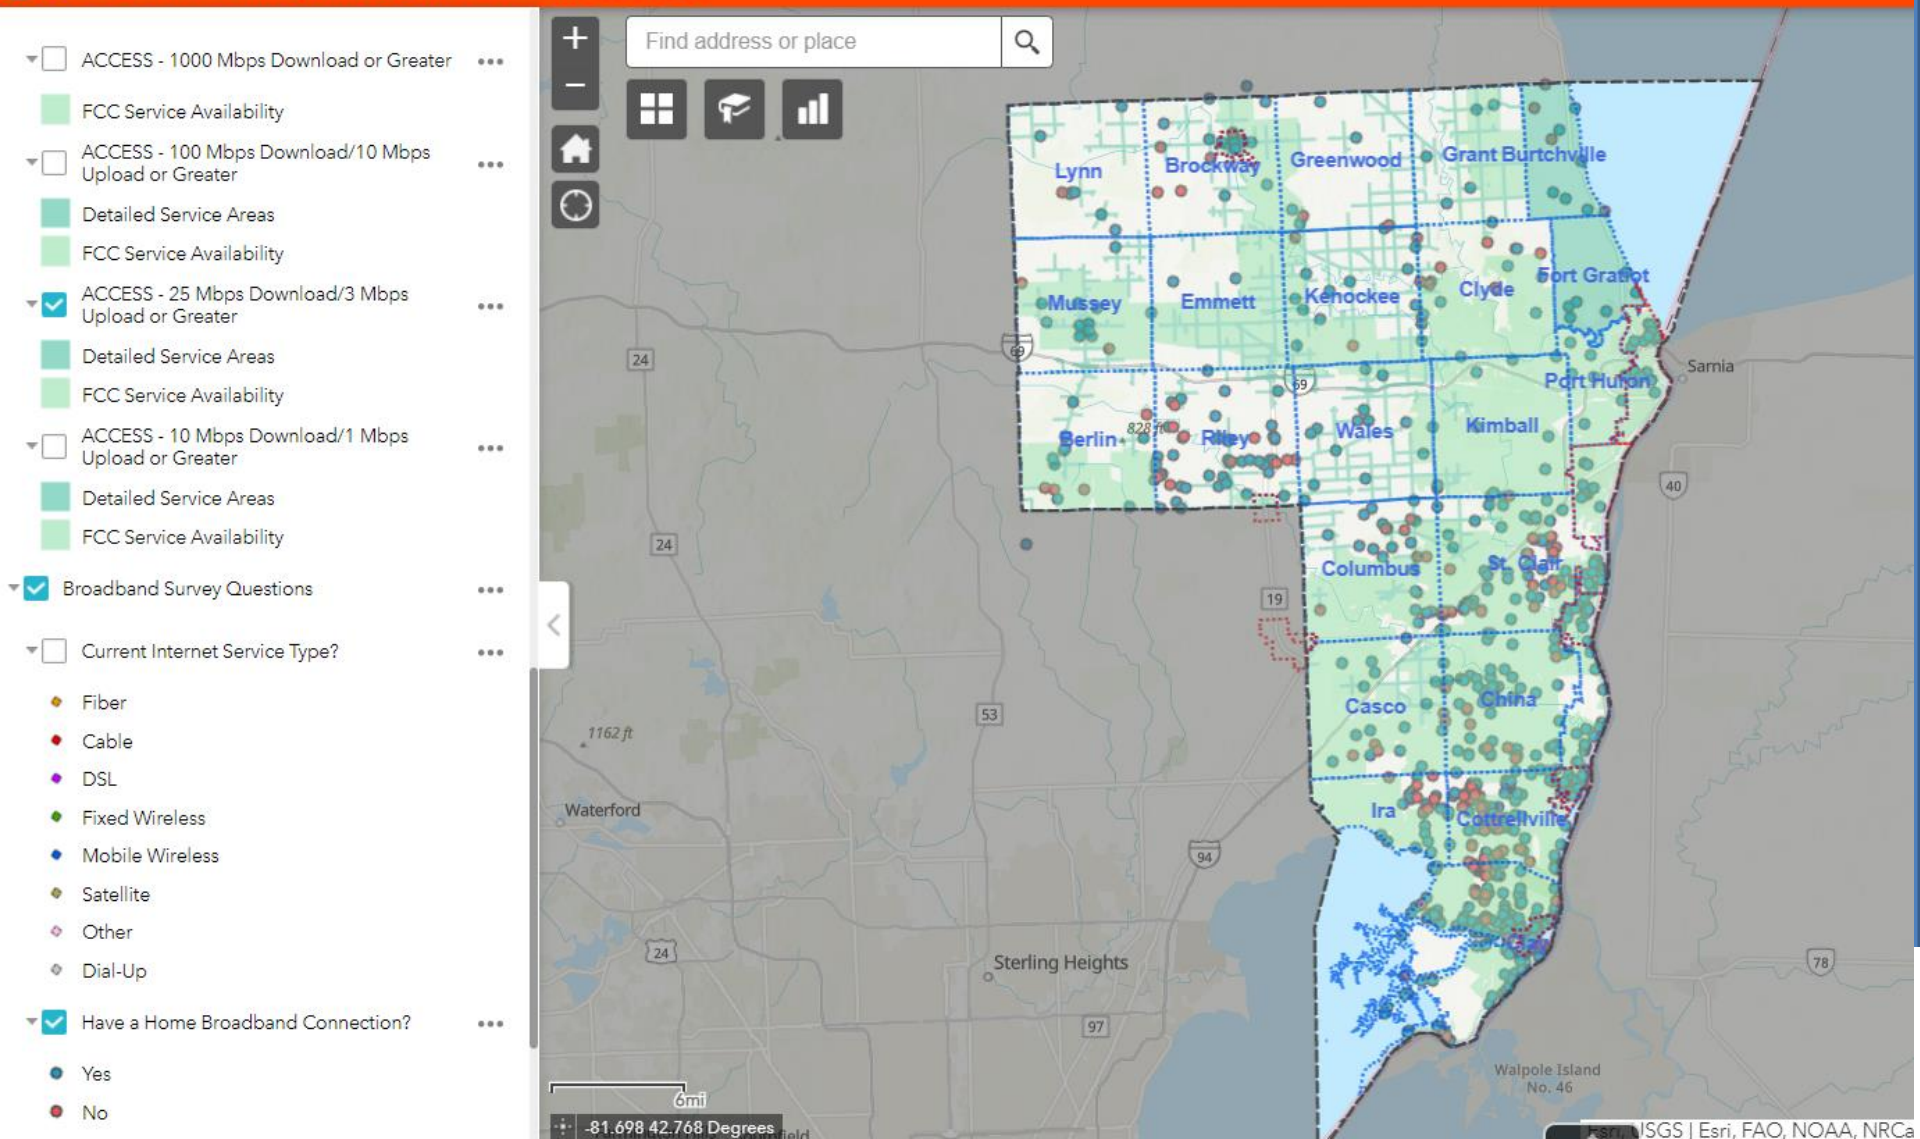 ACCESS - 1000 Mbps Download or Greater
FCC Service Availability
ACCESS - 100 Mbps Download/10 Mbps
Upload or Greater
Detailed Service Areas
FCC Service Availability
ACCESS - 25 Mbps Download/3 Mbps
Upload or Greater
Detailed Service Areas
FCC Service Availability
ACCESS - 10 Mbps Download/1 Mbps
Upload or Greater
Detailed Service Areas
FCC Service Availability
Broadband Survey Questions
Current Internet Service Type?
Fiber
Cable
DSL
Fixed Wireless
Mobile Wireless
Satellite
Other
Dial-Up
Have a Home Broadband Connection?
Yes
No
Find address or place
Lynn
Brockway
Greenwood
Grant
Burtchville
Mussey
Emmett
Kenockee
Clyde
Fort Gratiot
Port Huron
Berlin
828 ft
Riley
Wales
Kimball
Columbus
St. Clair
Casco
China
Ira
Cottrellville
Clay
69
69
24
24
24
19
53
94
97
40
78
1162 ft
Sarnia
Waterford
Sterling Heights
Walpole Island
No. 46
6mi
-81.698 42.768 Degrees
Esri, USGS | Esri, FAO, NOAA, NRCa